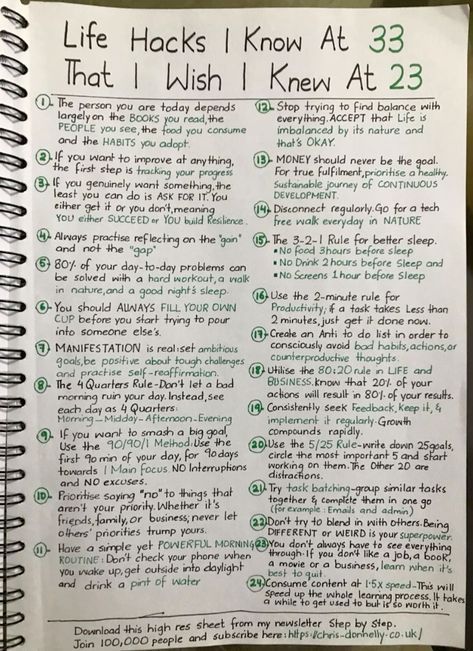 Life Hacks I Know At 33
That I Wish I Knew At 23
1 The person you are today depends
largely on the BOOKS you read, the
PEOPLE you see, the food you consume
and the HABITS you adopt.
2 If you want to improve at anything,
the first step is tracking your progress
3 If you genuinely want something, the
least you can do is ASK FOR IT. You
either get it or you don't, meaning
YOU either SUCCEED or YOU build Resilience.
4 Always practise reflecting on the "gain"
and not the "gap"
5 80% of your day-to-day problems can
be solved with a hard workout, a walk
in nature, and a good night's sleep.
6 You should ALWAYS FILL YOUR OWN
CUP before you start trying to pour
into someone else's.
7 MANIFESTATION is real: set ambitious
goals, be positive about tough challenges
and practise self-reaffirmation.
8 The 4 Quarters Rule - Don't let a bad
morning ruin your day. Instead, see
each day as 4 Quarters:
Morning - Midday - Afternoon - Evening
9 If you want to smash a big goal,
Use the 90/90/1 Method: Use the
first 90 min of your day, for 90 days
towards 1 Main focus. NO Interruptions
and NO excuses.
10 Prioritise saying "no" to things that
aren't your priority. Whether it's
friends, family, or business; never let
others' priorities trump yours.
11 Have a simple yet POWERFUL MORNING
ROUTINE: Don't check your phone when
you wake up, get outside into daylight
and drink a pint of water
12 Stop trying to find balance with
everything. ACCEPT that Life is
imbalanced by its nature and
that's OKAY.
13 MONEY should never be the goal.
For true fulfilment, prioritise a healthy,
Sustainable journey of CONTINUOUS
DEVELOPMENT.
14 Disconnect regularly. Go for a tech
free walk everyday in NATURE
15 The 3-2-1 Rule for better sleep.
• No food 3 hours before sleep
• NO Drink 2 hours before Sleep and
• NO Screens 1 hour before Sleep
16 Use the 2-minute rule for
Productivity; if a task takes Less than
2 minutes, just get it done now.
17 Create an Anti to do list in order to
consciously avoid bad habits, actions, or
counterproductive thoughts.
18 Utilise the 80:20 rule in LIFE and
BUSINESS. Know that 20% of your
actions will result in 80% of your results.
19 Consistently seek Feedback, Keep it, &
implement it regularly. Growth
compounds rapidly.
20 Use the 5/25 Rule - write down 25 goals,
circle the most important 5 and start
working on them. The Other 20 are
distractions.
21 Try task batching - group similar tasks
together & complete them in one go
(for example: Emails and admin)
22 Don't try to blend in with others. Being
DIFFERENT or WEIRD is your superpower.
23 You don't always have to see everything
through. If you don't like a job, a book,
a movie or a business, learn when it's
best to quit.
24 Consume content at 1.5x speed - This will
speed up the whole learning process. It takes
a while to get used to but is so worth it.
Download this high res sheet from my newsletter Step by Step.
Join 100,000 people and subscribe here: https://chris-donnelly.co.uk/